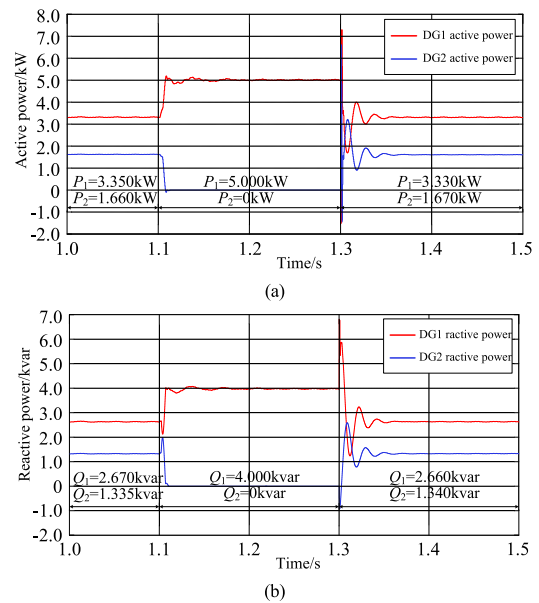 8.0
7.0
6.0
5.0
4.0
3.0
2.0
1.0
0
-1.0
-2.0
Active power/kW
DG1 active power
DG2 active power
P1=3.350kW
P2=1.660kW
P1=5.000kW
P2=0kW
P1=3.330kW
P2=1.670kW
1.0 1.1 1.2 1.3 1.4 1.5
Time/s
(a)
7.0
6.0
5.0
4.0
3.0
2.0
1.0
0
-1.0
-2.0
Reactive power/kvar
DG1 ractive power
DG2 ractive power
Q1=2.670kvar
Q2=1.335kvar
Q1=4.000kvar
Q2=0kvar
Q1=2.660kvar
Q2=1.340kvar
1.0 1.1 1.2 1.3 1.4 1.5
Time/s
(b)